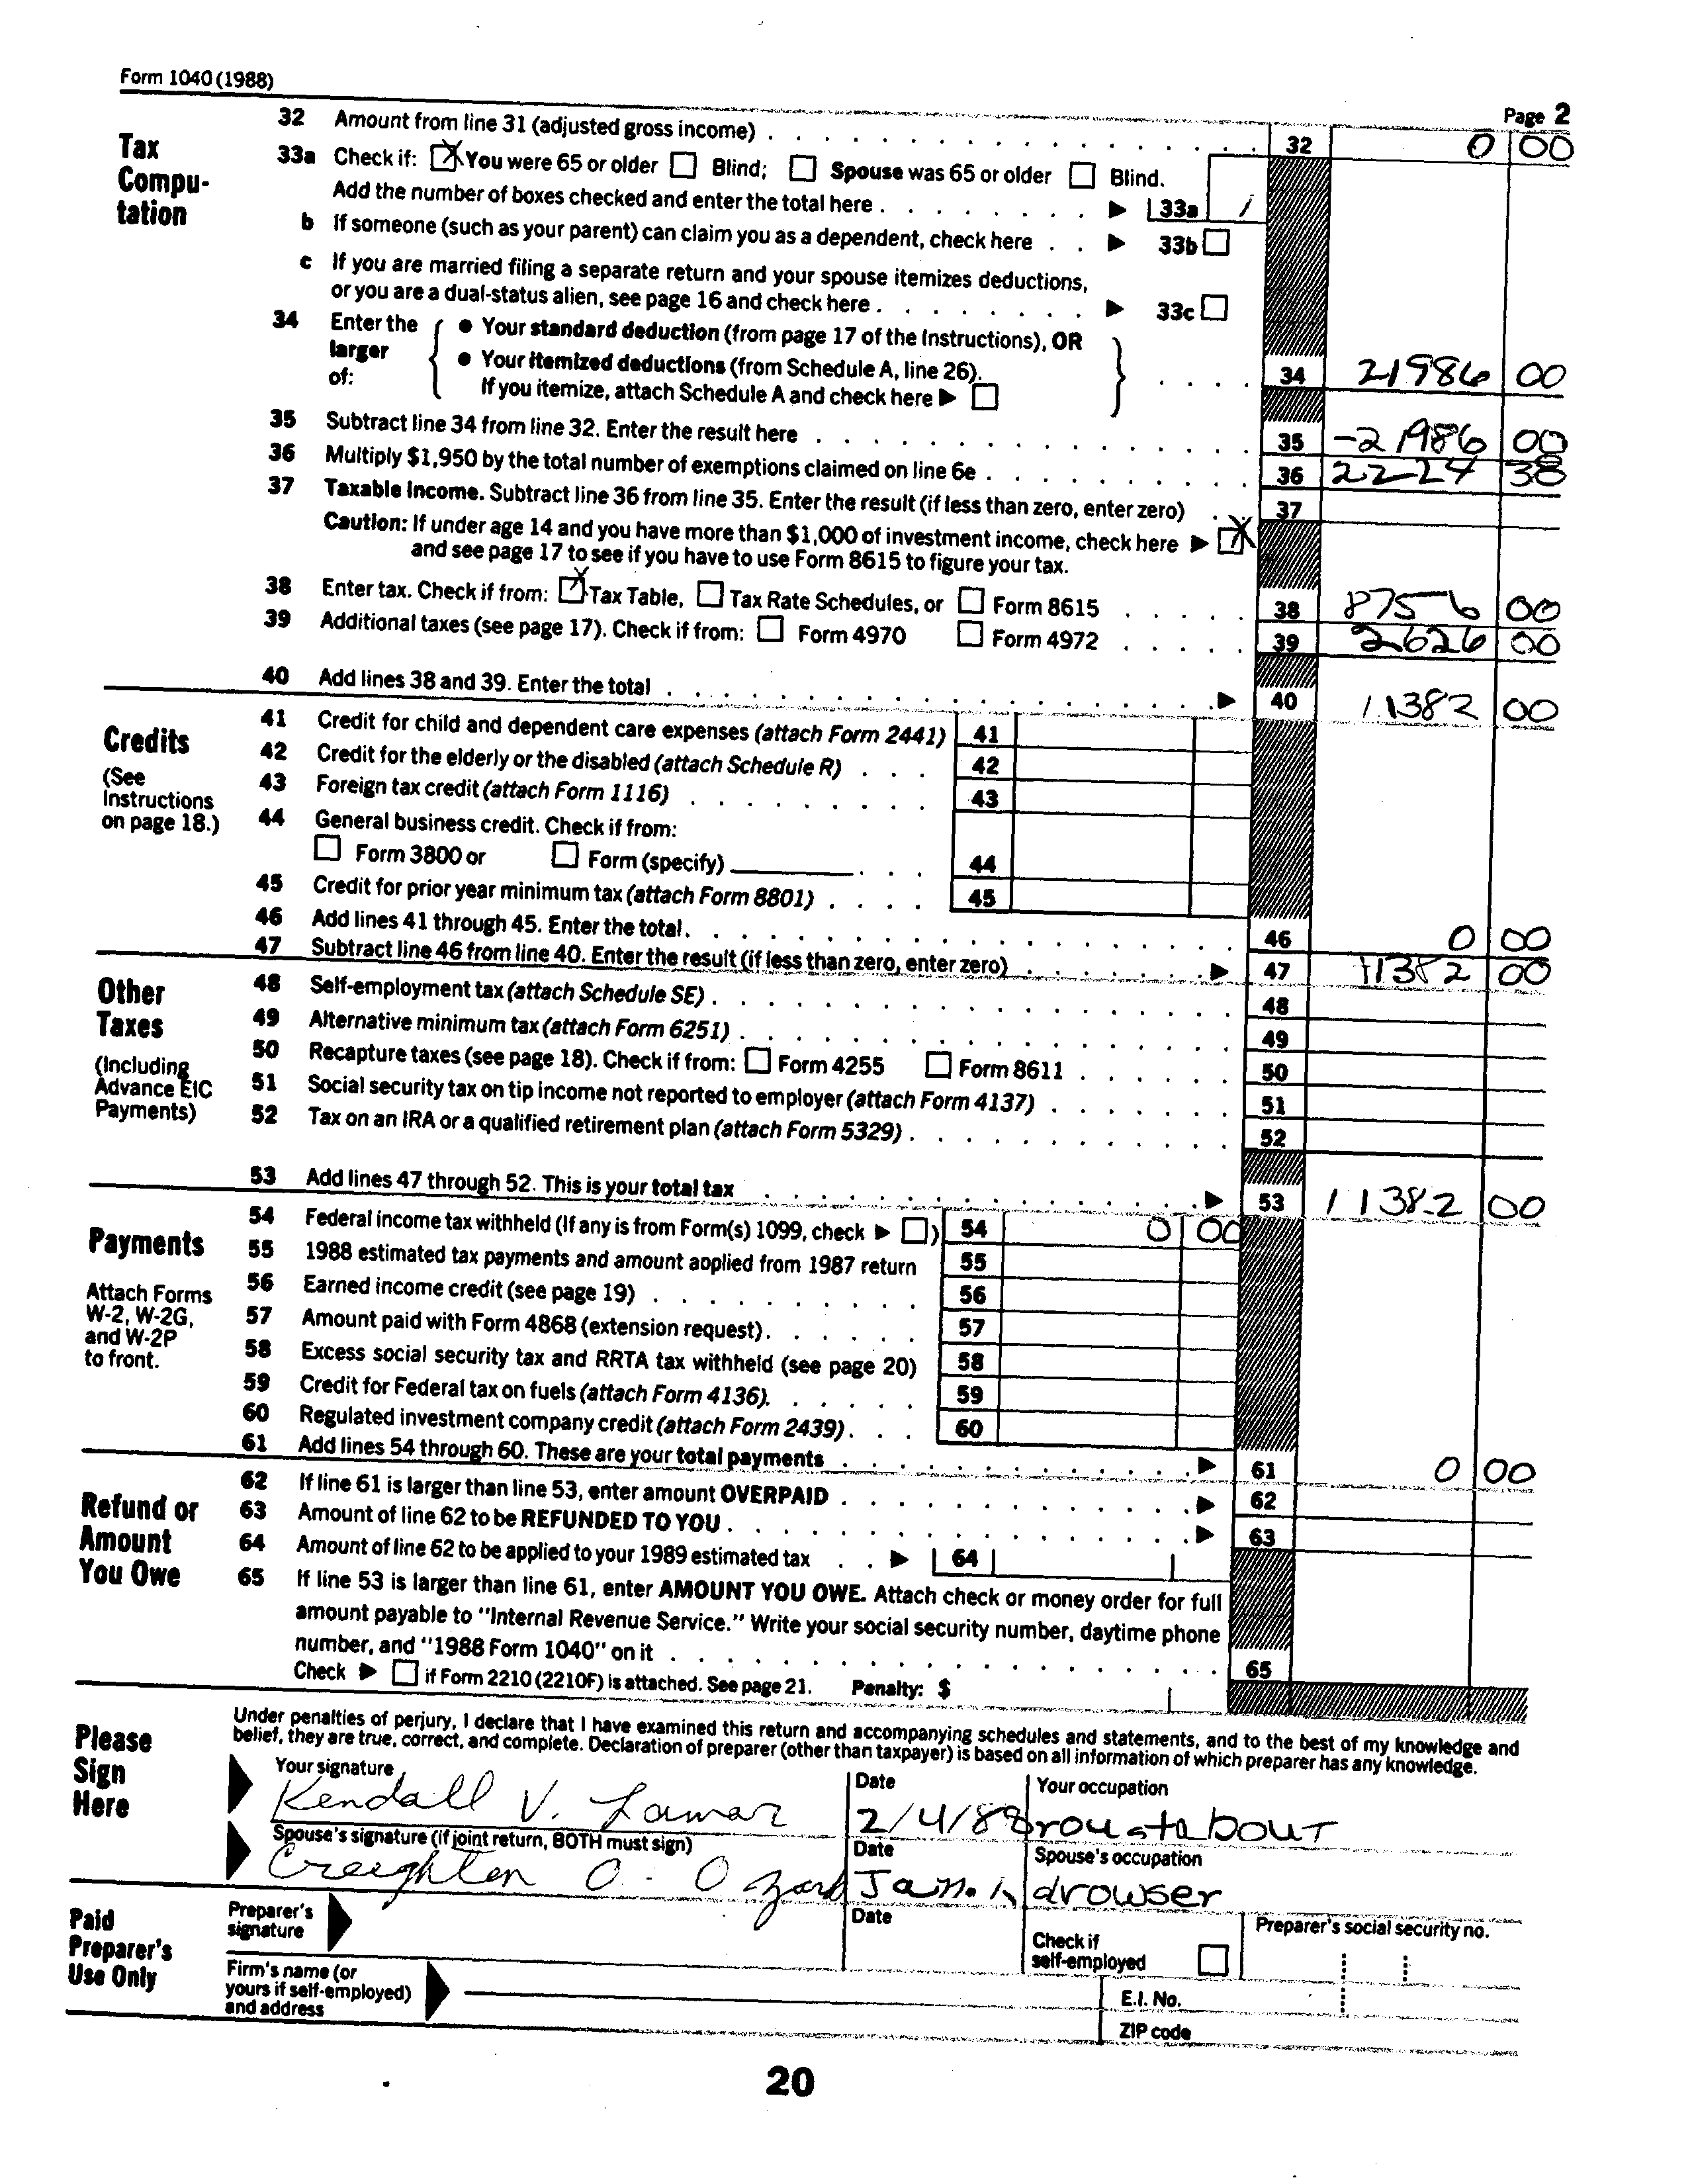 Form 1040 (1988)
Page 2
Tax Computation
32 Amount from line 31 (adjusted gross income) 32 0 00
33a Check if: X You were 65 or older Blind; Spouse was 65 or older Blind.
Add the number of boxes checked and enter the total here 33a 1
b If someone (such as your parent) can claim you as a dependent, check here 33b
c If you are married filing a separate return and your spouse itemizes deductions,
or you are a dual-status alien, see page 16 and check here 33c
34 Enter the larger of: { • Your standard deduction (from page 17 of the Instructions), OR
• Your itemized deductions (from Schedule A, line 26).
If you itemize, attach Schedule A and check here } 34 21986 00
35 Subtract line 34 from line 32. Enter the result here 35 -21986 00
36 Multiply $1,950 by the total number of exemptions claimed on line 6e 36 22224 38
37 Taxable Income. Subtract line 36 from line 35. Enter the result (if less than zero, enter zero) 37
Caution: If under age 14 and you have more than $1,000 of investment income, check here X
and see page 17 to see if you have to use Form 8615 to figure your tax.
38 Enter tax. Check if from: X Tax Table, Tax Rate Schedules, or Form 8615 38 8756 00
39 Additional taxes (see page 17). Check if from: Form 4970 Form 4972 39 2626 00
40 Add lines 38 and 39. Enter the total 40 11382 00
Credits
(See Instructions on page 18.)
41 Credit for child and dependent care expenses (attach Form 2441) 41
42 Credit for the elderly or the disabled (attach Schedule R) 42
43 Foreign tax credit (attach Form 1116) 43
44 General business credit. Check if from:
Form 3800 or Form (specify) 44
45 Credit for prior year minimum tax (attach Form 8801) 45
46 Add lines 41 through 45. Enter the total 46 0 00
47 Subtract line 46 from line 40. Enter the result (if less than zero, enter zero) 47 11382 00
Other Taxes
(Including Advance EIC Payments)
48 Self-employment tax (attach Schedule SE) 48
49 Alternative minimum tax (attach Form 6251) 49
50 Recapture taxes (see page 18). Check if from: Form 4255 Form 8611 50
51 Social security tax on tip income not reported to employer (attach Form 4137) 51
52 Tax on an IRA or a qualified retirement plan (attach Form 5329) 52
53 Add lines 47 through 52. This is your total tax 53 11382 00
Payments
Attach Forms W-2, W-2G, and W-2P to front.
54 Federal income tax withheld (If any is from Form(s) 1099, check ) 54 0 00
55 1988 estimated tax payments and amount applied from 1987 return 55
56 Earned income credit (see page 19) 56
57 Amount paid with Form 4868 (extension request) 57
58 Excess social security tax and RRTA tax withheld (see page 20) 58
59 Credit for Federal tax on fuels (attach Form 4136) 59
60 Regulated investment company credit (attach Form 2439) 60
61 Add lines 54 through 60. These are your total payments 61 0 00
Refund or Amount You Owe
62 If line 61 is larger than line 53, enter amount OVERPAID 62
63 Amount of line 62 to be REFUNDED TO YOU 63
64 Amount of line 62 to be applied to your 1989 estimated tax 64
65 If line 53 is larger than line 61, enter AMOUNT YOU OWE. Attach check or money order for full
amount payable to "Internal Revenue Service." Write your social security number, daytime phone
number, and "1988 Form 1040" on it 65
Check if Form 2210 (2210F) is attached. See page 21. Penalty: $
Please Sign Here
Under penalties of perjury, I declare that I have examined this return and accompanying schedules and statements, and to the best of my knowledge and
belief, they are true, correct, and complete. Declaration of preparer (other than taxpayer) is based on all information of which preparer has any knowledge.
Your signature Date Your occupation
Kendall V. Lamar 2/4/88 roustabout
Spouse's signature (if joint return, BOTH must sign) Date Spouse's occupation
Creighton O. Ozark Jan. 1, drowser
Paid Preparer's Use Only
Preparer's signature Date Check if self-employed Preparer's social security no.
Firm's name (or yours if self-employed) and address E.I. No.
ZIP code
20